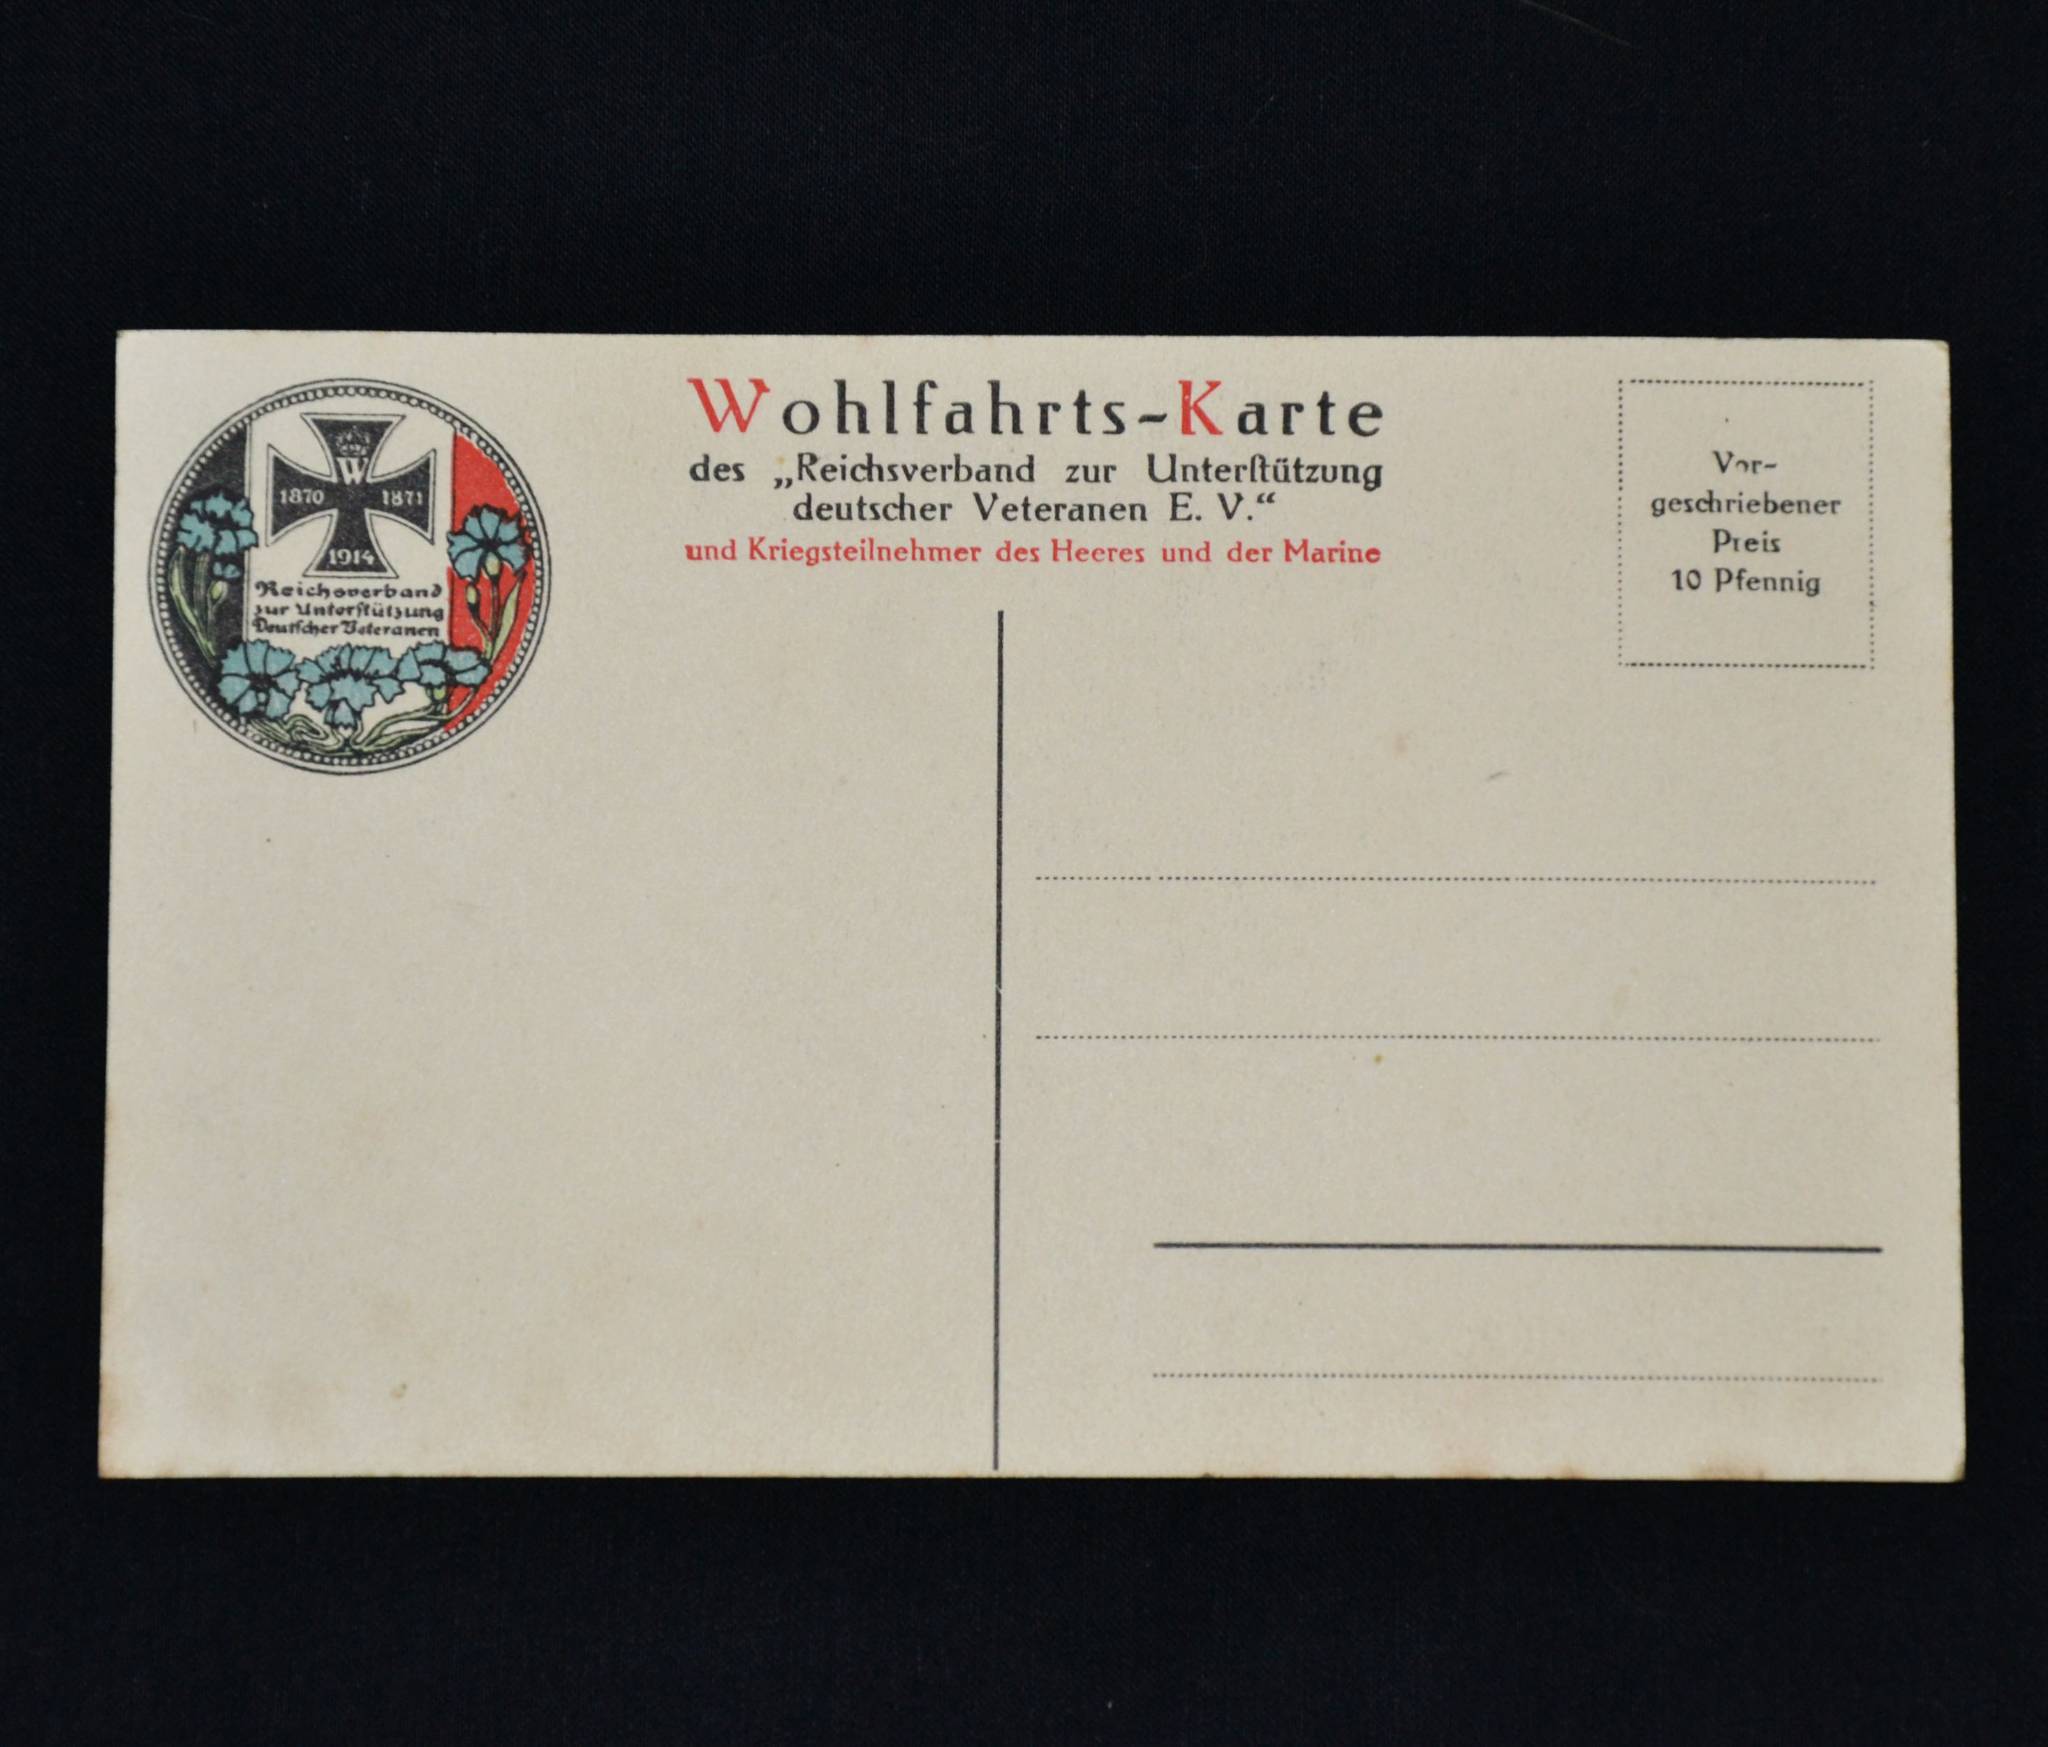 W
1870 1871
1914
Reichsverband
zur Unterstützung
Deutscher Veteranen
Wohlfahrts-Karte
des „Reichsverband zur Unterstützung
deutscher Veteranen E. V.“
und Kriegsteilnehmer des Heeres und der Marine
Vor-
geschriebener
Preis
10 Pfennig